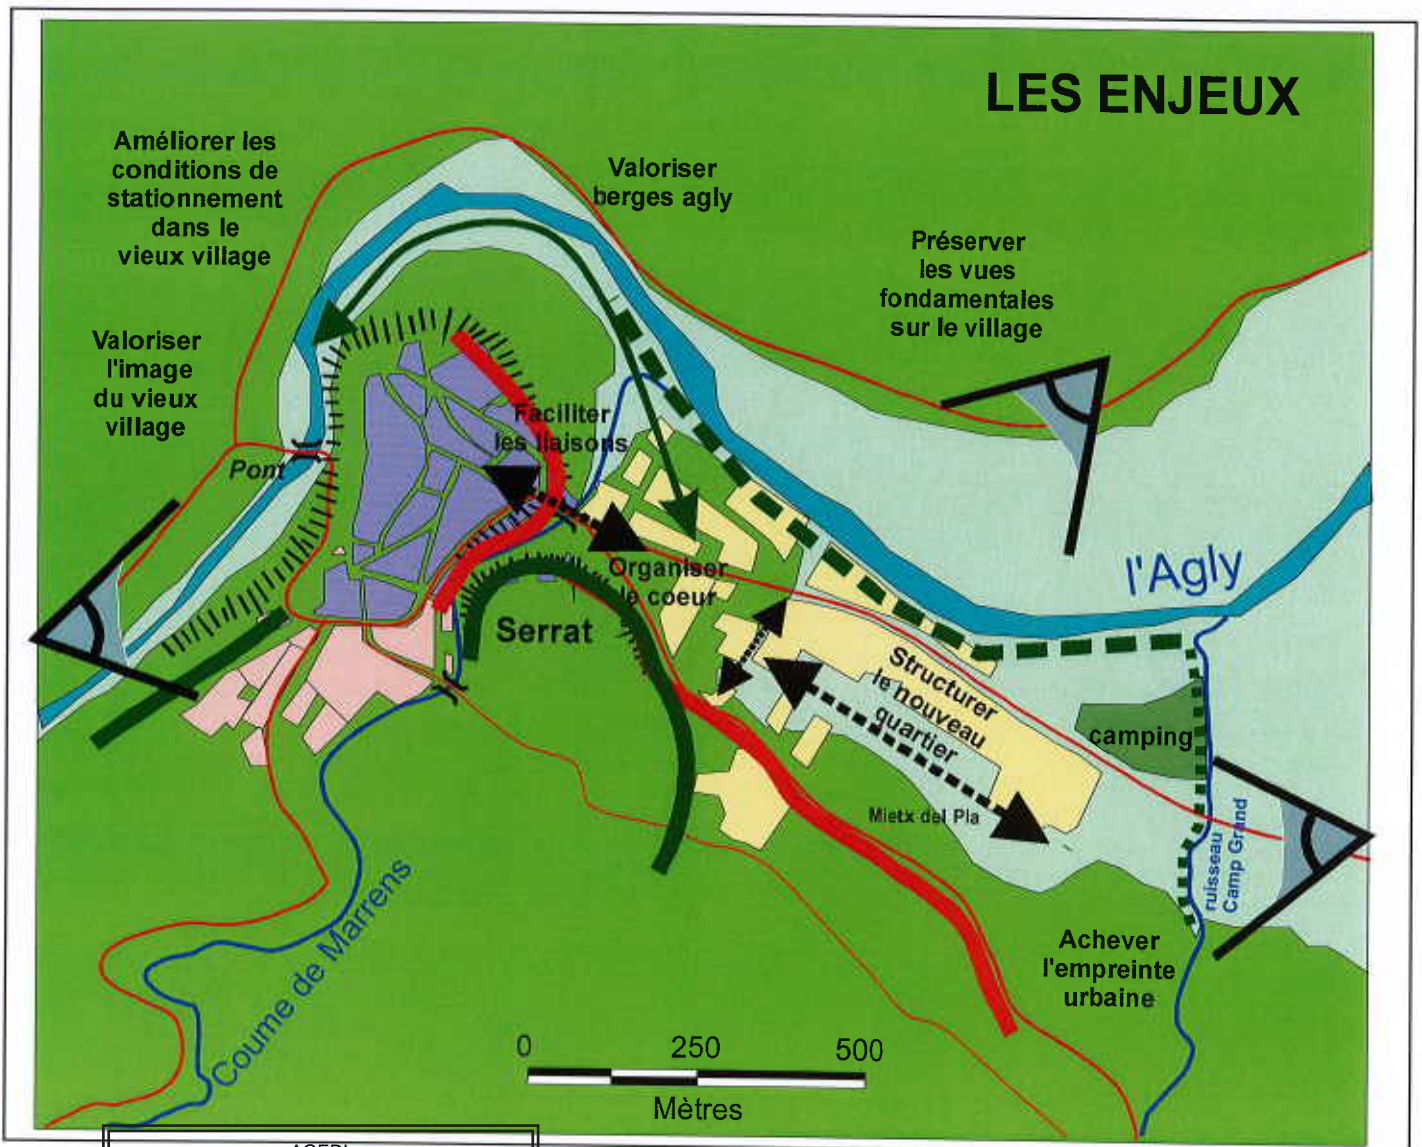 LES ENJEUX
Améliorer les
conditions de
stationnement
dans le
vieux village
Valoriser
berges agly
Préserver
les vues
fondamentales
sur le village
Valoriser
l'image
du vieux
village
Faciliter
les liaisons
Pont
Organiser
le coeur
l'Agly
Serrat
Structurer
le nouveau
quartier
camping
Mietx del Pla
ruisseau
Camp Grand
Coume de Marrens
Achever
l'empreinte
urbaine
0 250 500
Mètres